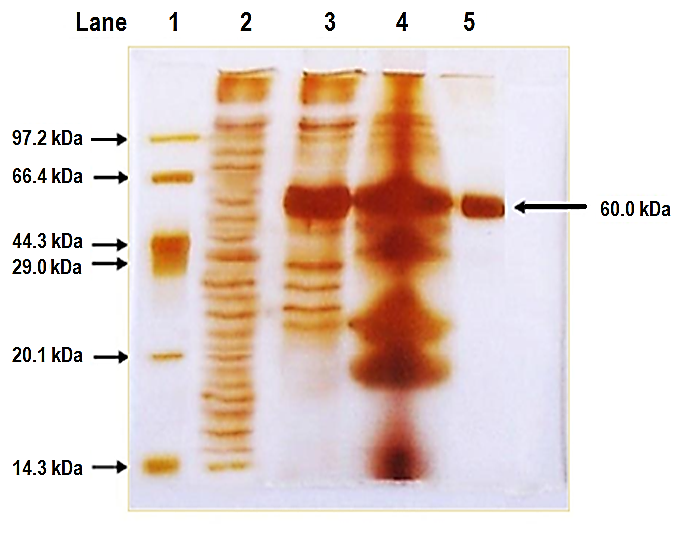 Lane 1 2 3 4 5
97.2 kDa
66.4 kDa
60.0 kDa
44.3 kDa
29.0 kDa
20.1 kDa
14.3 kDa